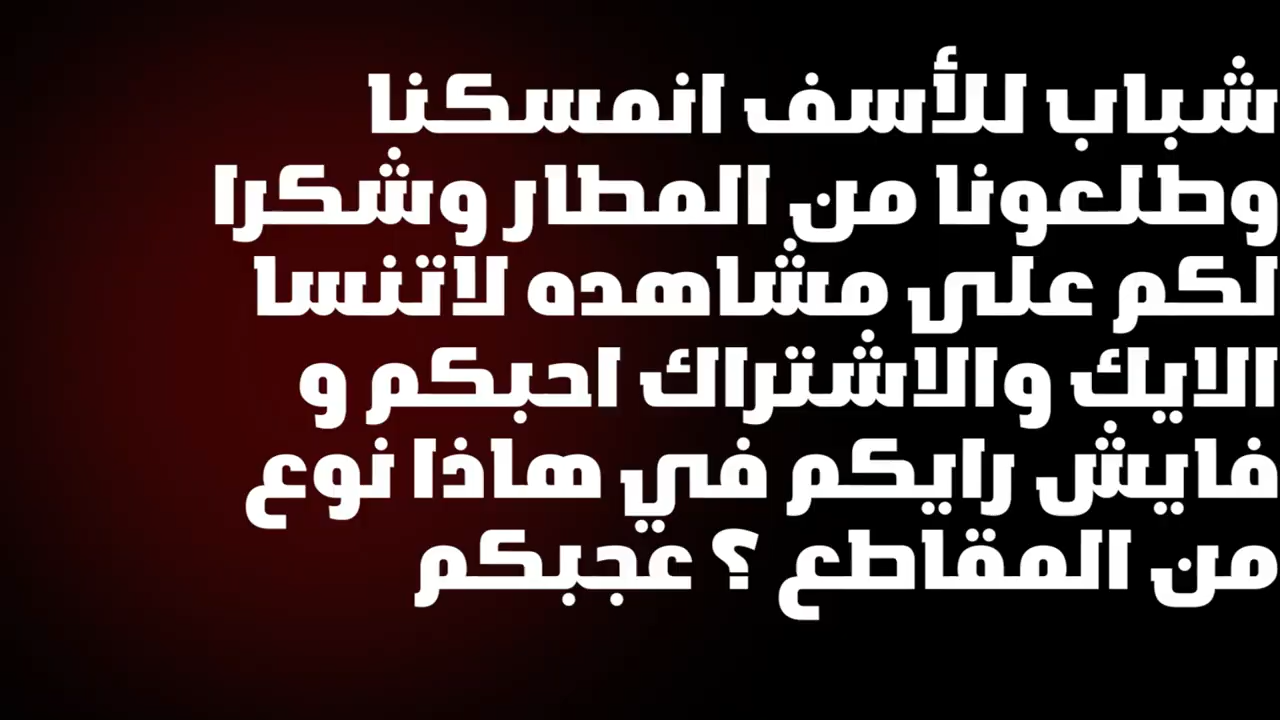 شباب للأسف انمسكنا
وطلعونا من المطار وشكرا
لكم على مشاهده لاتنسا
الايك والاشتراك احبكم و
فايش رايكم في هاذا نوع
من المقاطع ؟ عجبكم